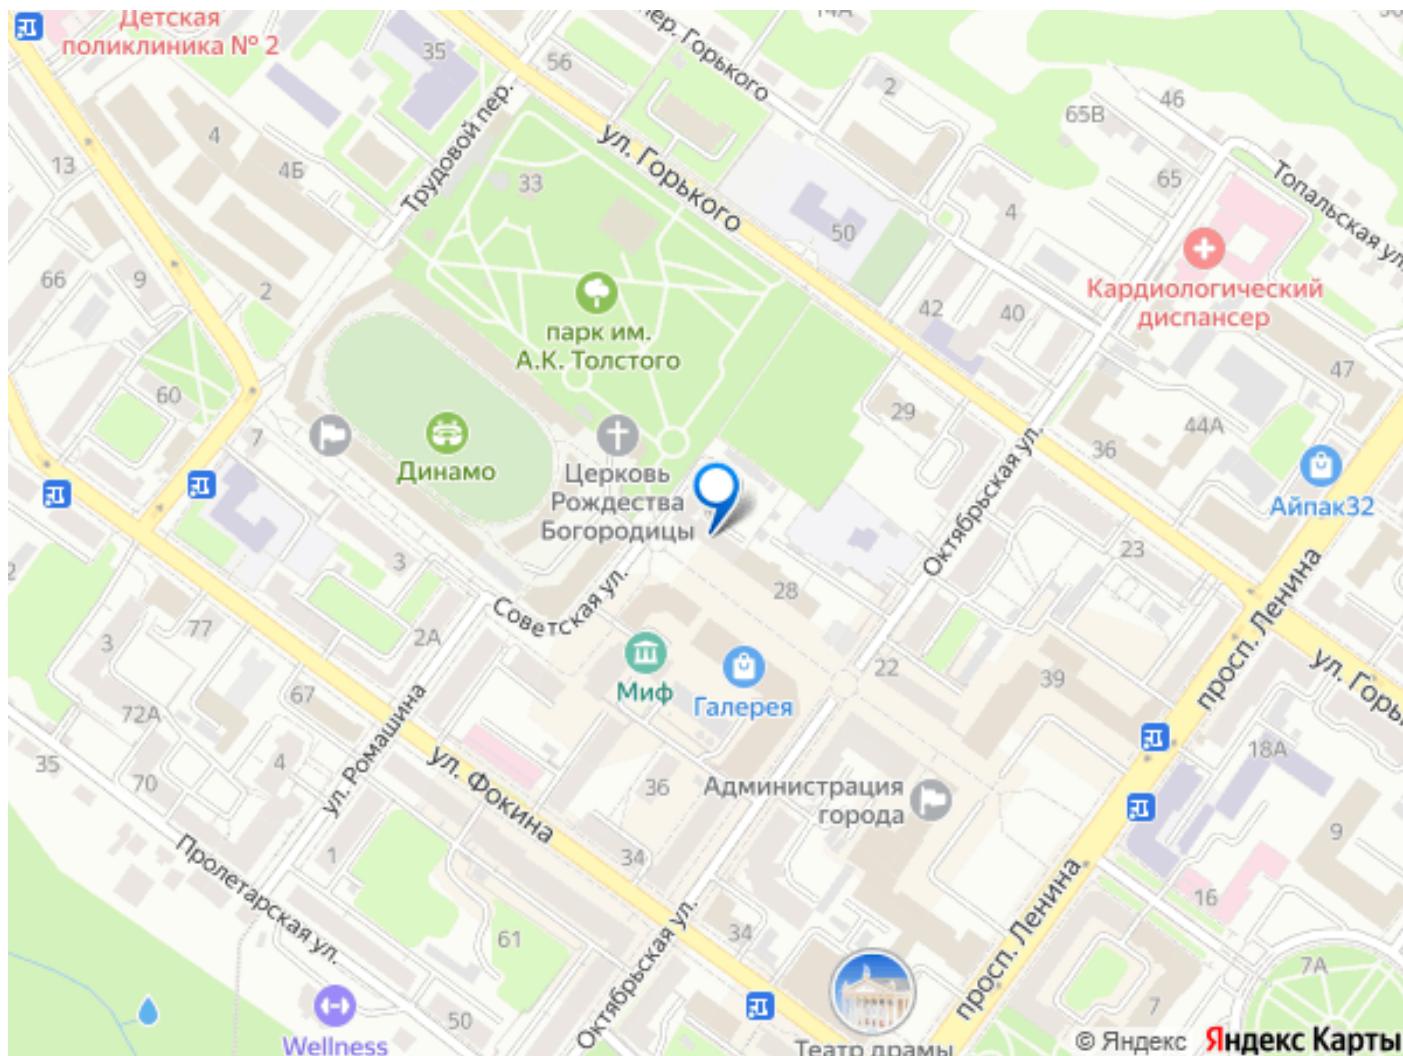 Детская
поликлиника № 2
35
56
14А
пер. Горького
2
65В
46
4
13
4Б
Трудовой пер.
33
ул. Горького
50
4
65
Топальская ул.
66
9
2
парк им.
А.К. Толстого
42
40
Кардиологический
диспансер
47
60
7
Динамо
Церковь
Рождества
Богородицы
29
Октябрьская ул.
36
44А
Айпак32
3
28
23
просп. Ленина
Советская ул.
3
77
2А
Миф
Галерея
22
39
ул. Горь
67
72А
35
70
4
ул. Ромашина
ул. Фокина
36
Администрация
города
18А
9
Пролетарская ул.
1
34
61
Октябрьская ул.
34
просп. Ленина
16
7А
7
50
Wellness
Театр драмы
© Яндекс Яндекс Карты